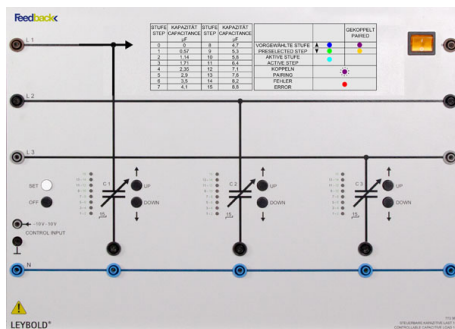 Feedback
STUFE KAPAZITÄT STUFE KAPAZITÄT
STEP CAPACITANCE STEP CAPACITANCE
µF µF
0 0 8 4,7
1 0,57 9 5,3
2 1,14 10 5,8
3 1,71 11 6,4
4 2,30 12 7,1
5 2,9 13 7,6
6 3,5 14 8,2
7 4,1 15 8,8
GEKOPPELT
PAIRED
VORGEWÄHLTE STUFE
PRESELECTED STEP
AKTIVE STUFE
ACTIVE STEP
KOPPELN
PAIRING
FEHLER
ERROR
L 1
L 2
L 3
SET
OFF
C 1
UP
DOWN
C 2
UP
DOWN
C 3
UP
DOWN
CONTROL INPUT
N
LEYBOLD®